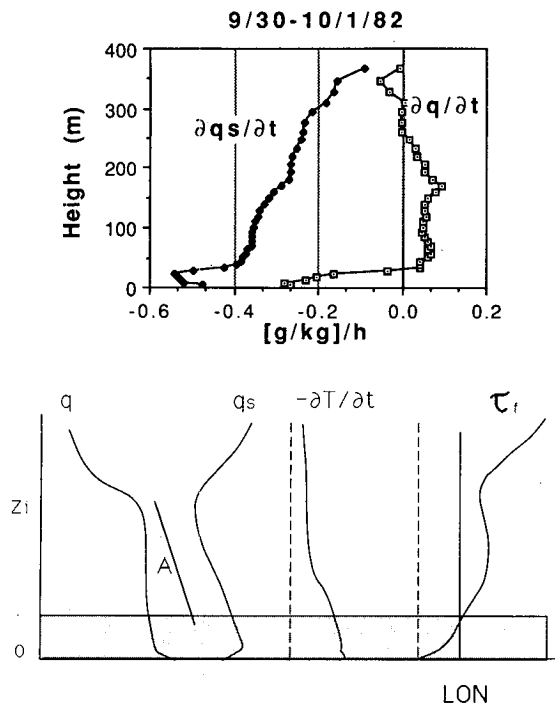 9/30-10/1/82
400
300
200
100
0
Height (m)
∂qs/∂t
∂q/∂t
-0.6 -0.4 -0.2 0.0 0.2
[g/kg]/h
q qs -∂T/∂t τf
Zi
A
0
LON